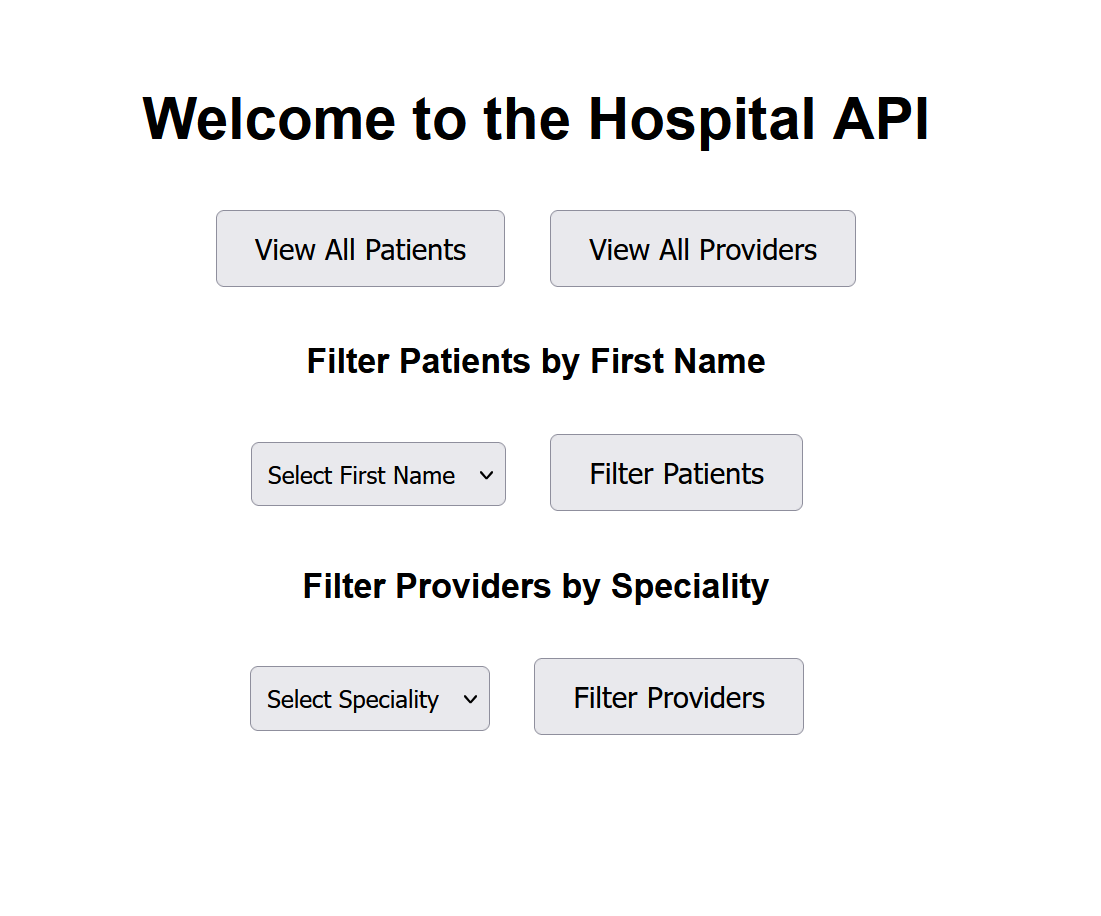 Welcome to the Hospital API
View All Patients View All Providers
Filter Patients by First Name
Select First Name Filter Patients
Filter Providers by Speciality
Select Speciality Filter Providers